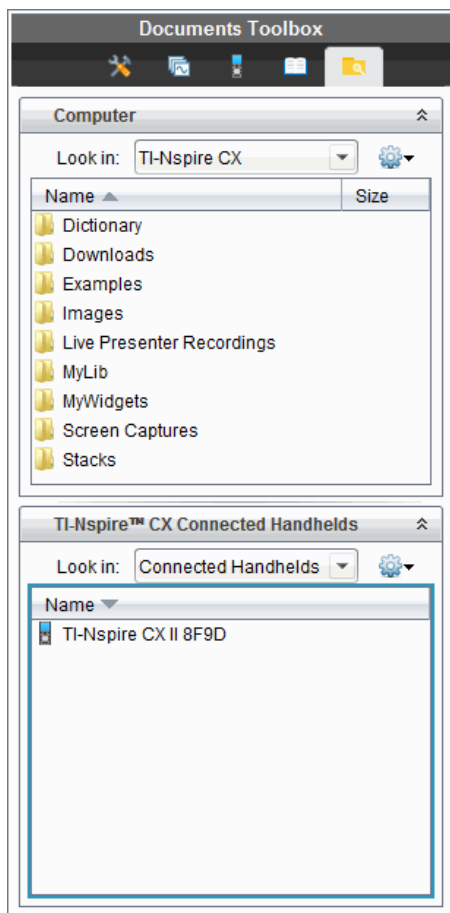 Documents Toolbox
Computer
Look in: TI-Nspire CX
Name Size
Dictionary
Downloads
Examples
Images
Live Presenter Recordings
MyLib
MyWidgets
Screen Captures
Stacks
TI-Nspire™ CX Connected Handhelds
Look in: Connected Handhelds
Name
TI-Nspire CX II 8F9D